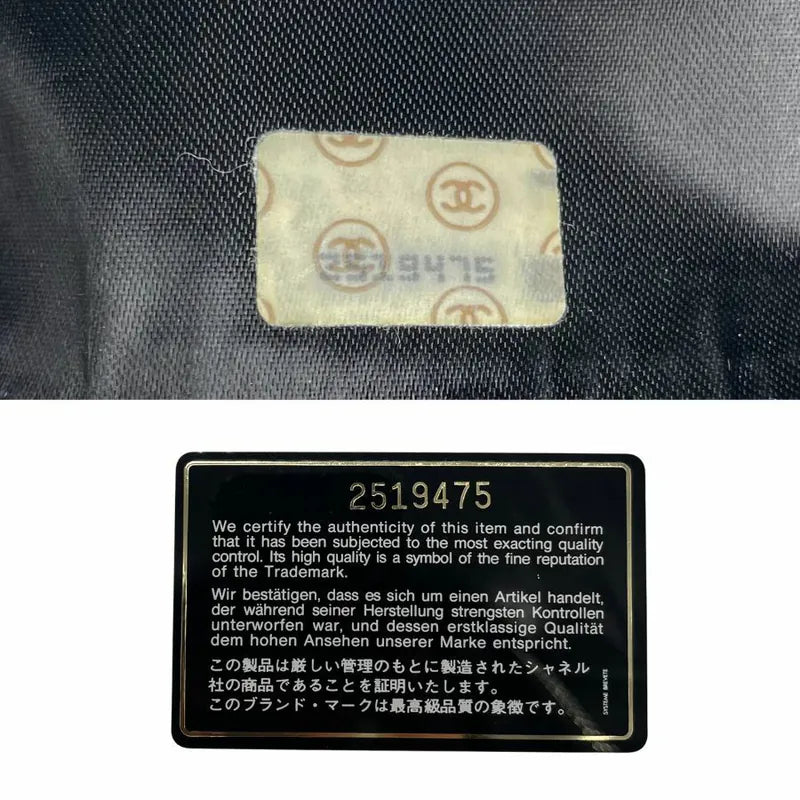 2519475
2519475
We certify the authenticity of this item and confirm
that it has been subjected to the most exacting quality
control. Its high quality is a symbol of the fine reputation
of the Trademark.
Wir bestätigen, dass es sich um einen Artikel handelt,
der während seiner Herstellung strengsten Kontrollen
unterworfen war, und dessen erstklassige Qualität
dem hohen Ansehen unserer Marke entspricht.
この製品は厳しい管理のもとに製造されたシャネル
社の商品であることを証明いたします。
このブランド・マークは最高級品質の象徴です。
SYSTEME BREVETE